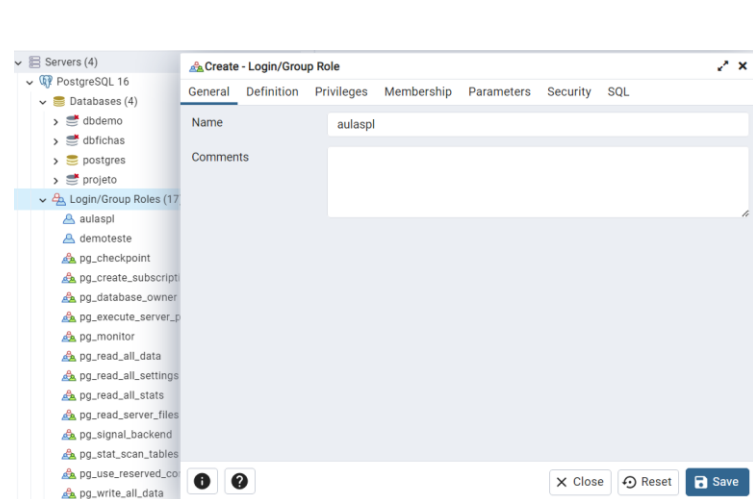 Servers (4)
PostgreSQL 16
Databases (4)
dbdemo
dbfichas
postgres
projeto
Login/Group Roles (17
aulaspl
demoteste
pg_checkpoint
pg_create_subscripti
pg_database_owner
pg_execute_server_p
pg_monitor
pg_read_all_data
pg_read_all_settings
pg_read_all_stats
pg_read_server_files
pg_signal_backend
pg_stat_scan_tables
pg_use_reserved_co
pg_write_all_data
Create - Login/Group Role
General Definition Privileges Membership Parameters Security SQL
Name aulaspl
Comments
Close Reset Save